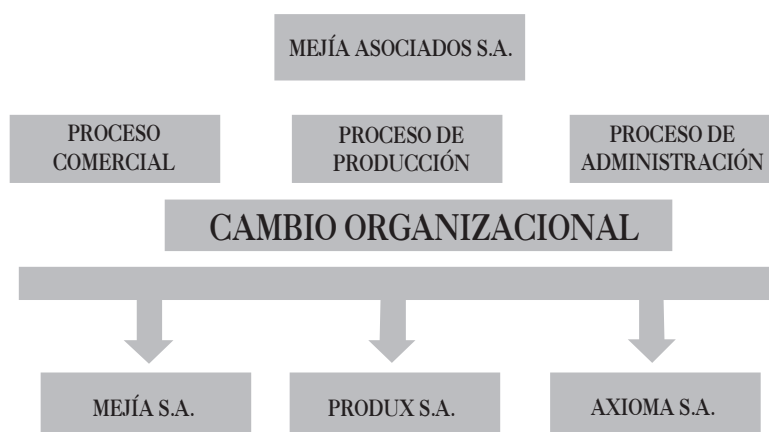 MEJÍA ASOCIADOS S.A.
PROCESO
COMERCIAL
PROCESO DE
PRODUCCIÓN
PROCESO DE
ADMINISTRACIÓN
CAMBIO ORGANIZACIONAL
MEJÍA S.A.
PRODUX S.A.
AXIOMA S.A.